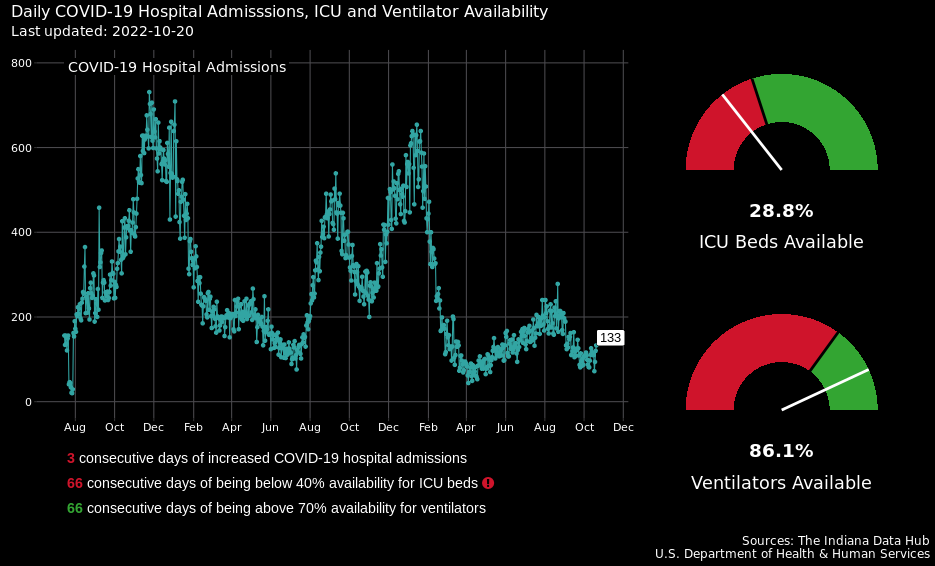 Daily COVID-19 Hospital Admisssions, ICU and Ventilator Availability
Last updated: 2022-10-20
COVID-19 Hospital Admissions
800
600
400
200
0
133
Aug Oct Dec Feb Apr Jun Aug Oct Dec Feb Apr Jun Aug Oct Dec
28.8%
ICU Beds Available
86.1%
Ventilators Available
3 consecutive days of increased COVID-19 hospital admissions
66 consecutive days of being below 40% availability for ICU beds !
66 consecutive days of being above 70% availability for ventilators
Sources: The Indiana Data Hub
U.S. Department of Health & Human Services